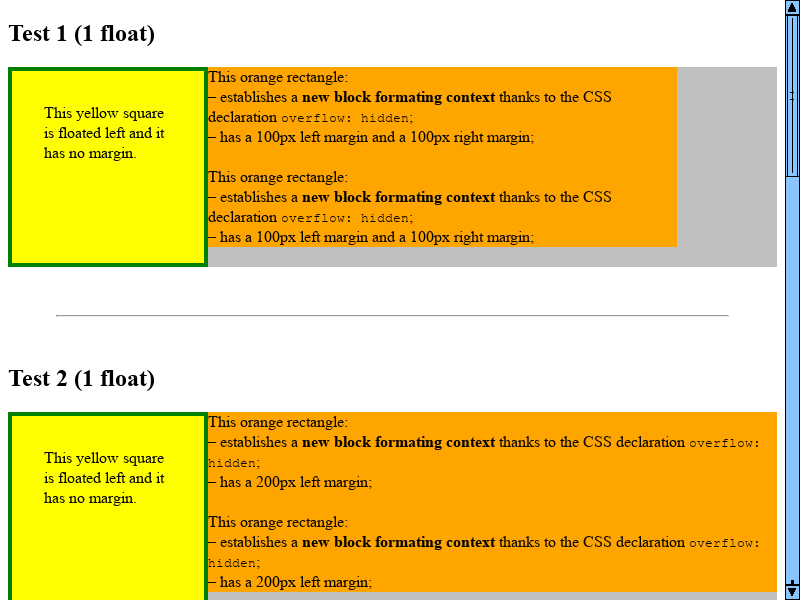 Test 1 (1 float)
This yellow square
is floated left and it
has no margin.
This orange rectangle:
– establishes a new block formating context thanks to the CSS
declaration overflow: hidden;
– has a 100px left margin and a 100px right margin;
This orange rectangle:
– establishes a new block formating context thanks to the CSS
declaration overflow: hidden;
– has a 100px left margin and a 100px right margin;
Test 2 (1 float)
This yellow square
is floated left and it
has no margin.
This orange rectangle:
– establishes a new block formating context thanks to the CSS declaration overflow:
hidden;
– has a 200px left margin;
This orange rectangle:
– establishes a new block formating context thanks to the CSS declaration overflow:
hidden;
– has a 200px left margin;